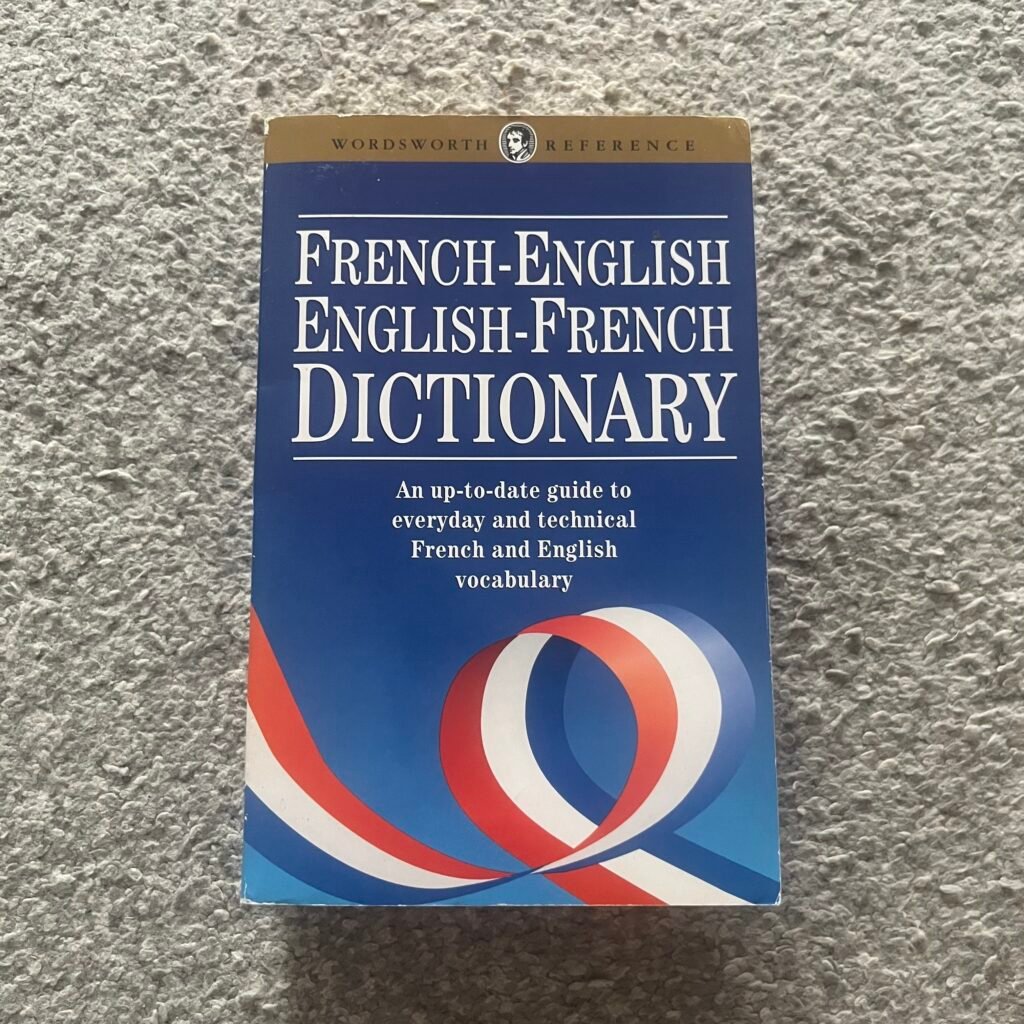 WORDSWORTH REFERENCE
FRENCH-ENGLISH
ENGLISH-FRENCH
DICTIONARY
An up-to-date guide to
everyday and technical
French and English
vocabulary